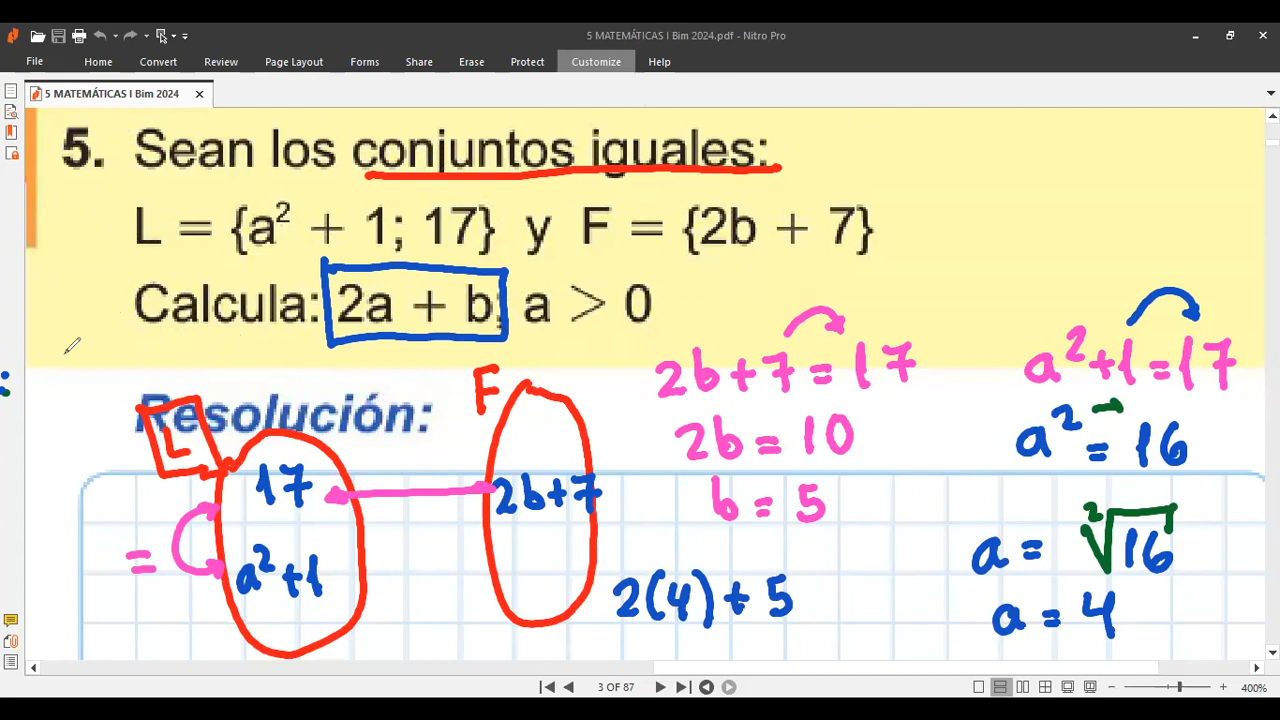 5 MATEMÁTICAS I Bim 2024.pdf - Nitro Pro
File Home Convert Review Page Layout Forms Share Erase Protect Customize Help
5 MATEMÁTICAS I Bim 2024
5. Sean los conjuntos iguales:
L = {a² + 1; 17} y F = {2b + 7}
Calcula: 2a + b; a > 0
Resolución:
L
17
a²+1
=
F
2b+7
2b+7=17
2b = 10
b = 5
2(4) + 5
a²+1=17
a² = 16
a = ²√16
a = 4
3 OF 87
400%